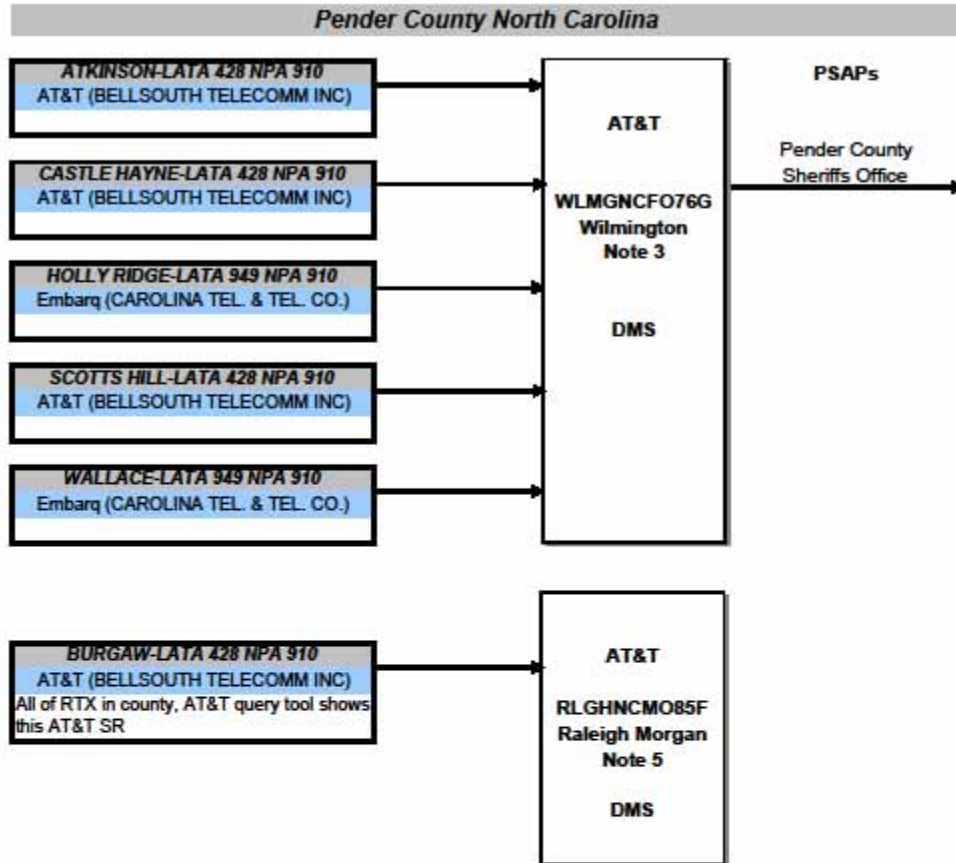 Pender County North Carolina
ATKINSON-LATA 428 NPA 910
AT&T (BELLSOUTH TELECOMM INC)
CASTLE HAYNE-LATA 428 NPA 910
AT&T (BELLSOUTH TELECOMM INC)
HOLLY RIDGE-LATA 949 NPA 910
Embarq (CAROLINA TEL. & TEL. CO.)
SCOTTS HILL-LATA 428 NPA 910
AT&T (BELLSOUTH TELECOMM INC)
WALLACE-LATA 949 NPA 910
Embarq (CAROLINA TEL. & TEL. CO.)
AT&T
WLMGNCFO76G
Wilmington
Note 3
DMS
PSAPs
Pender County
Sheriffs Office
BURGAW-LATA 428 NPA 910
AT&T (BELLSOUTH TELECOMM INC)
All of RTX in county, AT&T query tool shows
this AT&T SR
AT&T
RLGHNCMO85F
Raleigh Morgan
Note 5
DMS